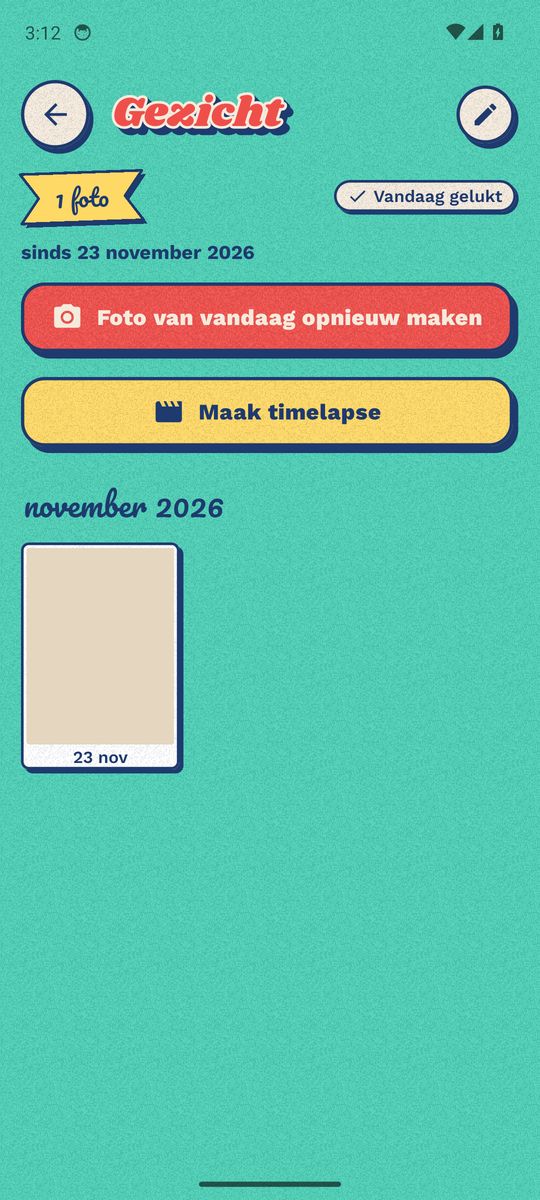 3:12
Gezicht
1 foto
Vandaag gelukt
sinds 23 november 2026
Foto van vandaag opnieuw maken
Maak timelapse
november 2026
23 nov